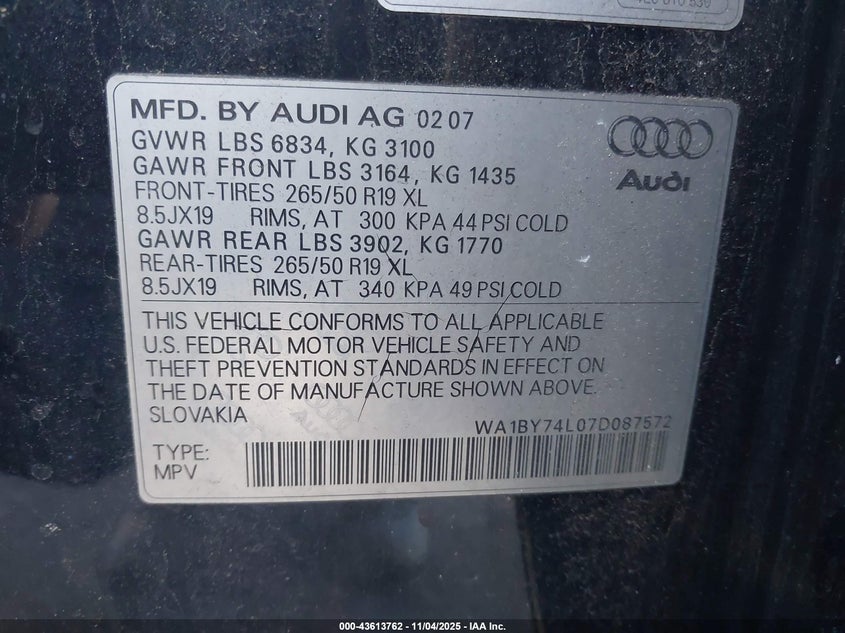 MFD. BY AUDI AG 02 07
GVWR LBS 6834, KG 3100
GAWR FRONT LBS 3164, KG 1435
FRONT-TIRES 265/50 R19 XL
8.5JX19 RIMS, AT 300 KPA 44 PSI COLD
GAWR REAR LBS 3902, KG 1770
REAR-TIRES 265/50 R19 XL
8.5JX19 RIMS, AT 340 KPA 49 PSI COLD
Audi
THIS VEHICLE CONFORMS TO ALL APPLICABLE
U.S. FEDERAL MOTOR VEHICLE SAFETY AND
THEFT PREVENTION STANDARDS IN EFFECT ON
THE DATE OF MANUFACTURE SHOWN ABOVE.
SLOVAKIA
WA1BY74L07D087572
TYPE:
MPV
000-43613762 - 11/04/2025 - IAA Inc.